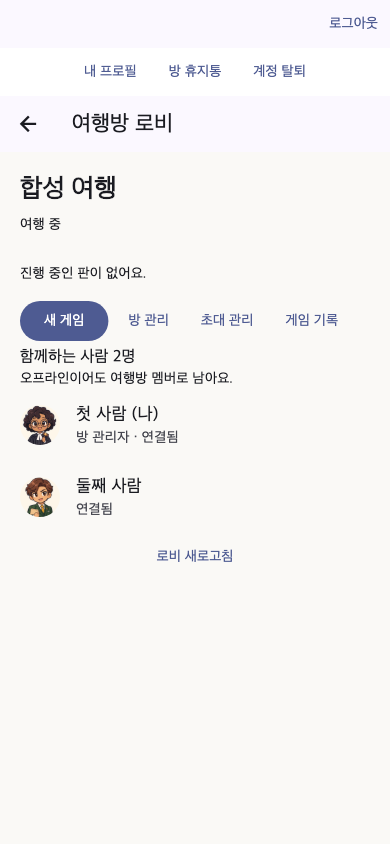 로그아웃
내 프로필 방 휴지통 계정 탈퇴
여행방 로비
합성 여행
여행 중
진행 중인 판이 없어요.
새 게임 방 관리 초대 관리 게임 기록
함께하는 사람 2명
오프라인이어도 여행방 멤버로 남아요.
첫 사람 (나)
방 관리자 · 연결됨
둘째 사람
연결됨
로비 새로고침